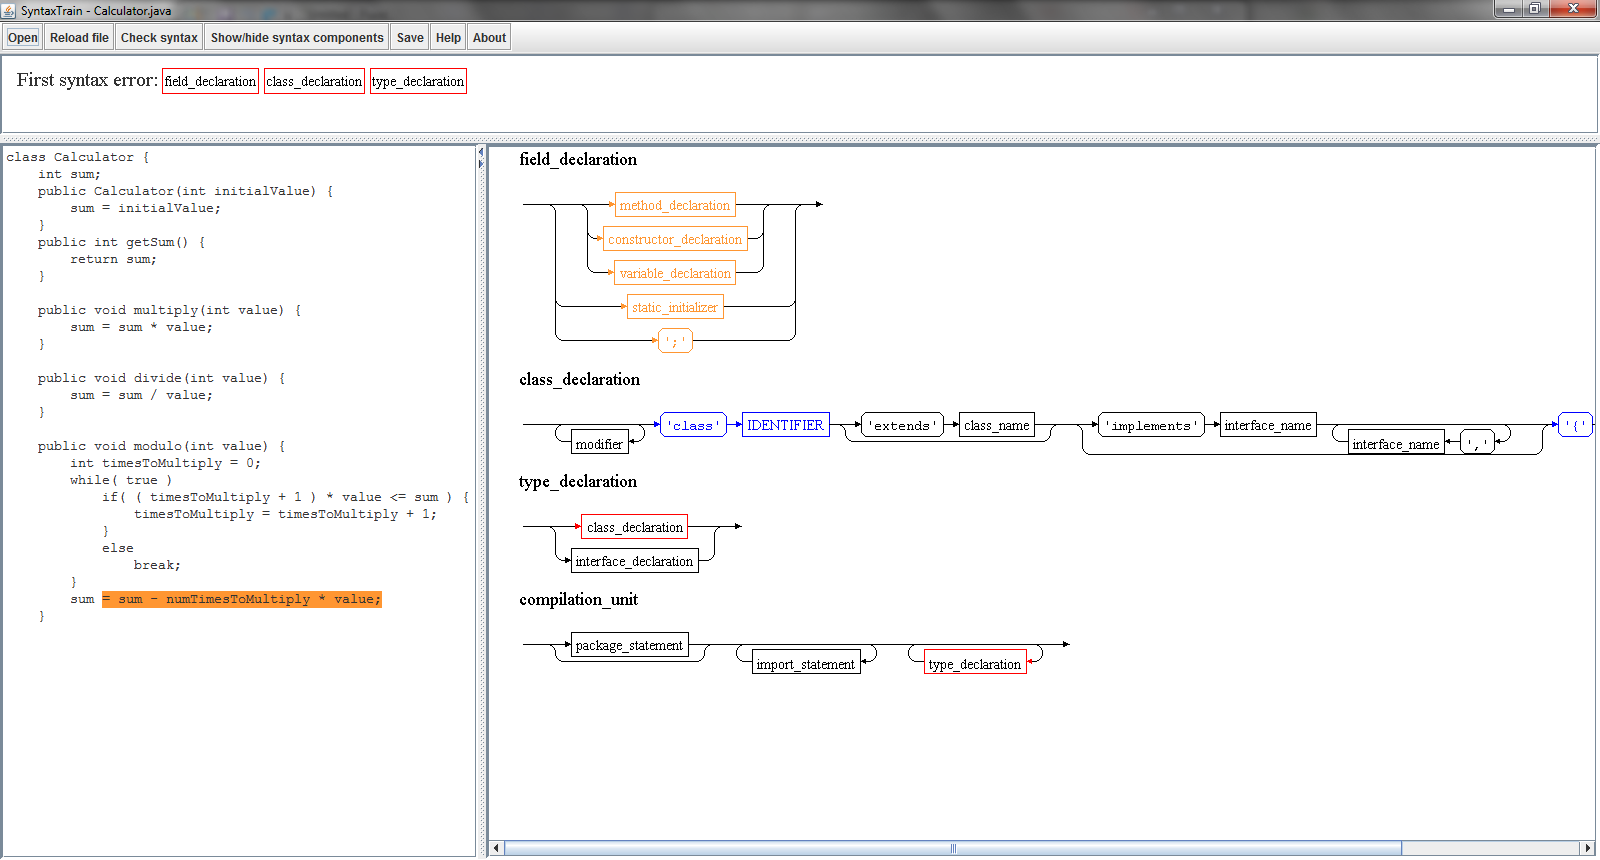 SyntaxTrain - Calculator.java
Open Reload file Check syntax Show/hide syntax components Save Help About
First syntax error: field_declaration class_declaration type_declaration
class Calculator {
    int sum;
    public Calculator(int initialValue) {
        sum = initialValue;
    }
    public int getSum() {
        return sum;
    }

    public void multiply(int value) {
        sum = sum * value;
    }

    public void divide(int value) {
        sum = sum / value;
    }

    public void modulo(int value) {
        int timesToMultiply = 0;
        while( true )
            if( ( timesToMultiply + 1 ) * value <= sum ) {
                timesToMultiply = timesToMultiply + 1;
            }
            else
                break;
        }
        sum = sum - numTimesToMultiply * value;
    }
field_declaration
method_declaration
constructor_declaration
variable_declaration
static_initializer
';'
class_declaration
'class' IDENTIFIER 'extends' class_name 'implements' interface_name '{'
modifier interface_name ','
type_declaration
class_declaration
interface_declaration
compilation_unit
package_statement
import_statement type_declaration